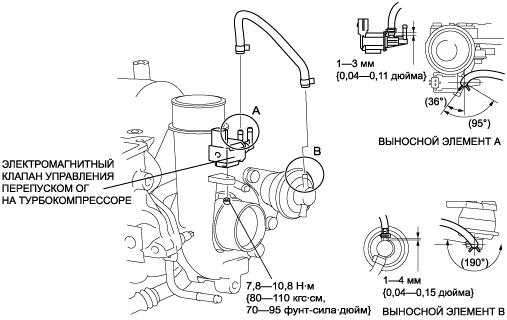 1—3 мм
{0,04—0,11 дюйма}
(36°)
(95°)
ВЫНОСНОЙ ЭЛЕМЕНТ А
A
B
ЭЛЕКТРОМАГНИТНЫЙ
КЛАПАН УПРАВЛЕНИЯ
ПЕРЕПУСКОМ ОГ
НА ТУРБОКОМПРЕССОРЕ
7,8—10,8 Н·м
{80—110 кгс·см,
70—95 фунт-сила·дюйм}
1—4 мм
{0,04—0,15 дюйма}
(190°)
ВЫНОСНОЙ ЭЛЕМЕНТ В